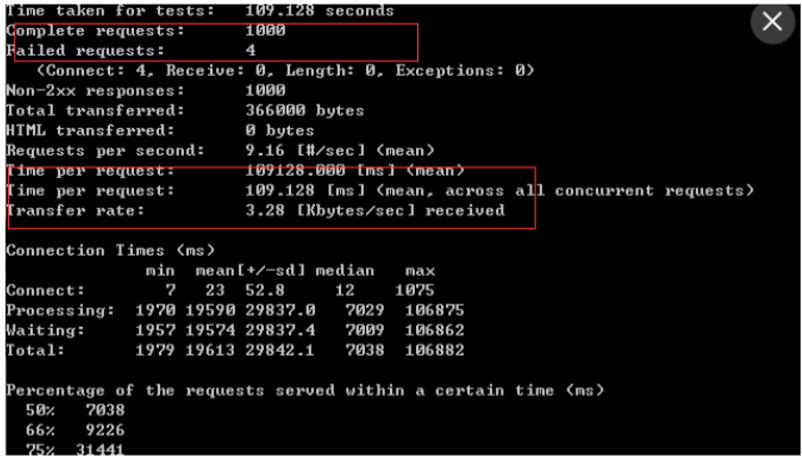 Time taken for tests: 109.128 seconds
Complete requests: 1000
Failed requests: 4
(Connect: 4, Receive: 0, Length: 0, Exceptions: 0)
Non-2xx responses: 1000
Total transferred: 366000 bytes
HTML transferred: 0 bytes
Requests per second: 9.16 [#/sec] (mean)
Time per request: 109128.000 [ms] (mean)
Time per request: 109.128 [ms] (mean, across all concurrent requests)
Transfer rate: 3.28 [Kbytes/sec] received
Connection Times (ms)
min mean[+/-sd] median max
Connect: 7 23 52.8 12 1075
Processing: 1970 19590 29837.0 7029 106875
Waiting: 1957 19574 29837.4 7009 106862
Total: 1979 19613 29842.1 7038 106882
Percentage of the requests served within a certain time (ms)
50% 7038
66% 9226
75% 31441